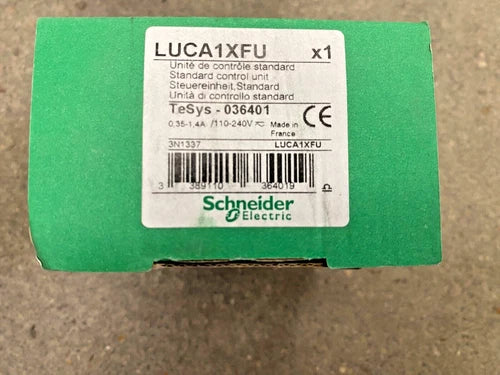 LUCA1XFU x1
Unité de contrôle standard
Standard control unit
Steuereinheit,Standard
Unità di controllo standard
TeSys - 036401
0,35-1,4A /110-240V Made in
France
CE
3N1337 LUCA1XFU
3 389110 364019
Schneider
Electric